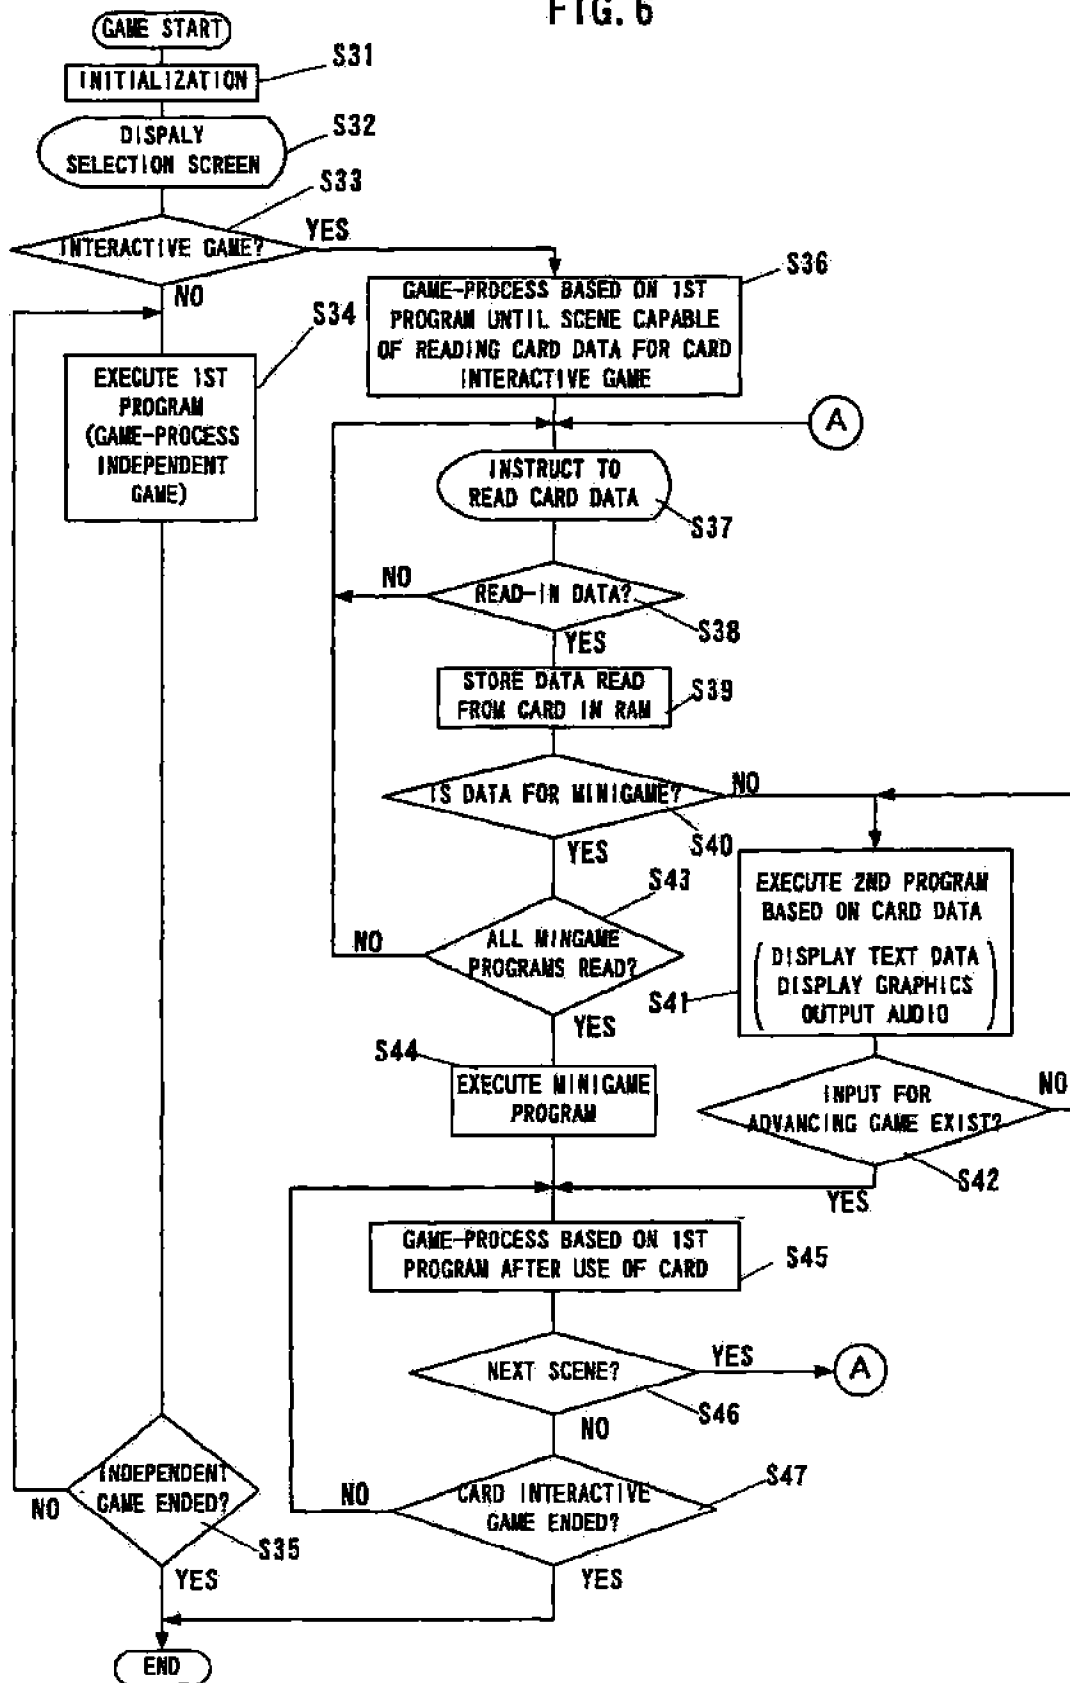 FIG. 6
GAME START
INITIALIZATION
S31
DISPALY
SELECTION SCREEN
S32
S33
INTERACTIVE GAME?
YES
NO
S34
EXECUTE 1ST
PROGRAM
(GAME-PROCESS
INDEPENDENT
GAME)
S36
GAME-PROCESS BASED ON 1ST
PROGRAM UNTIL SCENE CAPABLE
OF READING CARD DATA FOR CARD
INTERACTIVE GAME
A
INSTRUCT TO
READ CARD DATA
S37
NO
READ-IN DATA?
S38
YES
STORE DATA READ
FROM CARD IN RAM
S39
IS DATA FOR MINIGAME?
NO
S40
YES
S43
ALL MINGAME
PROGRAMS READ?
NO
YES
EXECUTE 2ND PROGRAM
BASED ON CARD DATA
(DISPLAY TEXT DATA
DISPLAY GRAPHICS
OUTPUT AUDIO)
S41
S44
EXECUTE MINIGAME
PROGRAM
INPUT FOR
ADVANCING GAME EXIST?
NO
S42
YES
GAME-PROCESS BASED ON 1ST
PROGRAM AFTER USE OF CARD
S45
NEXT SCENE?
YES
A
S46
NO
CARD INTERACTIVE
GAME ENDED?
S47
NO
YES
INDEPENDENT
GAME ENDED?
NO
S35
YES
END